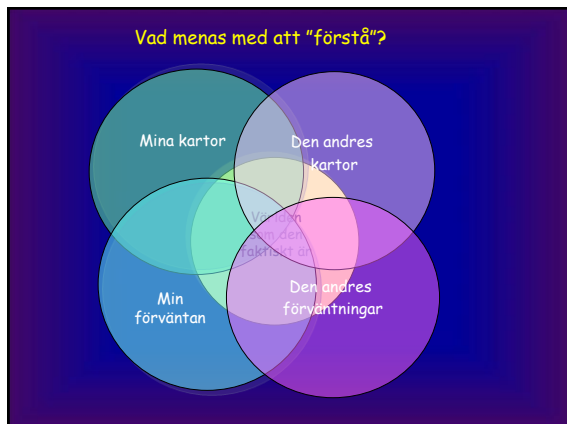 Vad menas med att ”förstå”?
Mina kartor
Den andres
kartor
Världen
som den
faktiskt är
Min
förväntan
Den andres
förväntningar